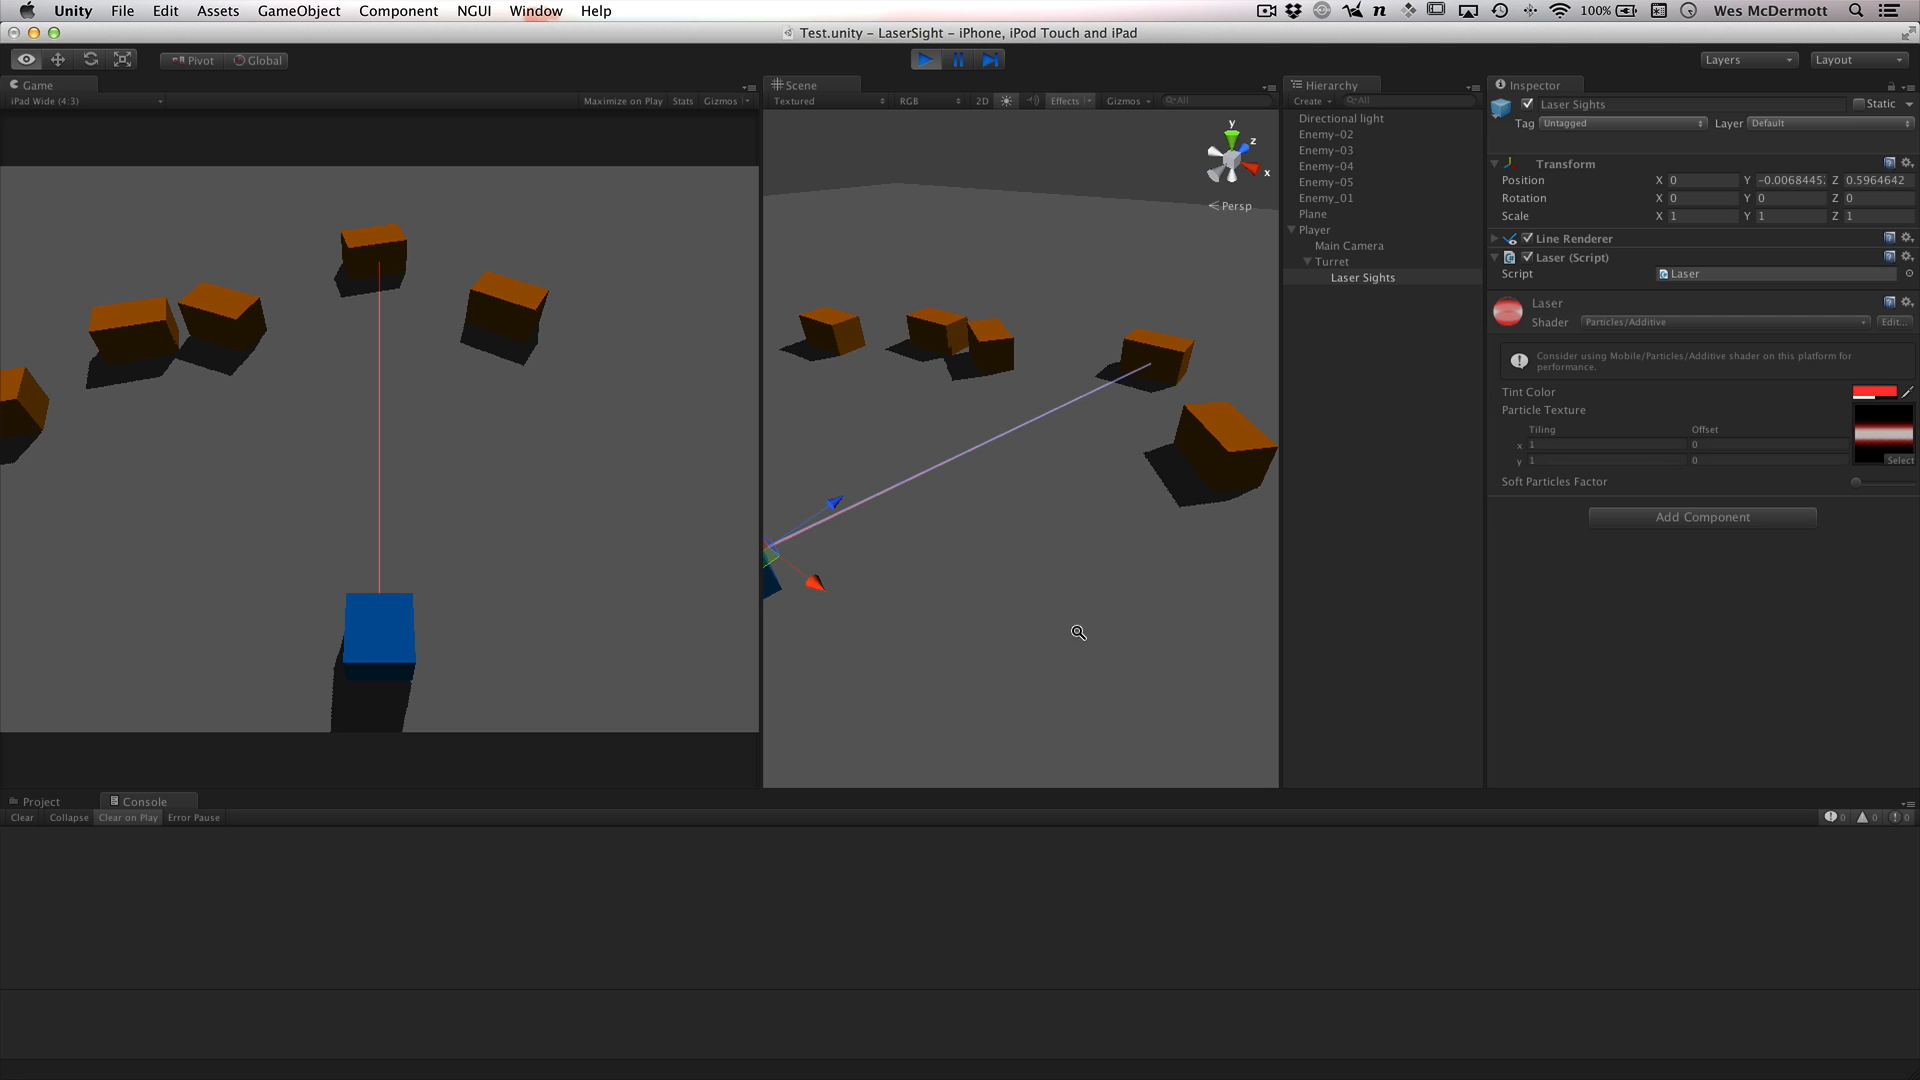 Unity File Edit Assets GameObject Component NGUI Window Help 100% Wes McDermott
Test.unity – LaserSight – iPhone, iPod Touch and iPad
Pivot Global Layers Layout
Game
iPad Wide (4:3) Maximize on Play Stats Gizmos
Scene
Textured RGB 2D Effects Gizmos All
y
z
x
Persp
Hierarchy
Create All
Directional light
Enemy-02
Enemy-03
Enemy-04
Enemy-05
Enemy_01
Plane
Player
Main Camera
Turret
Laser Sights
Inspector
Laser Sights Static
Tag Untagged Layer Default
Transform
Position X 0 Y -0.00684452 Z 0.5964642
Rotation X 0 Y 0 Z 0
Scale X 1 Y 1 Z 1
Line Renderer
Laser (Script)
Script Laser
Laser
Shader Particles/Additive Edit...
Consider using Mobile/Particles/Additive shader on this platform for
performance.
Tint Color
Particle Texture
Tiling Offset
x 1 0
y 1 0
Select
Soft Particles Factor
Add Component
Project Console
Clear Collapse Clear on Play Error Pause 0 0 0